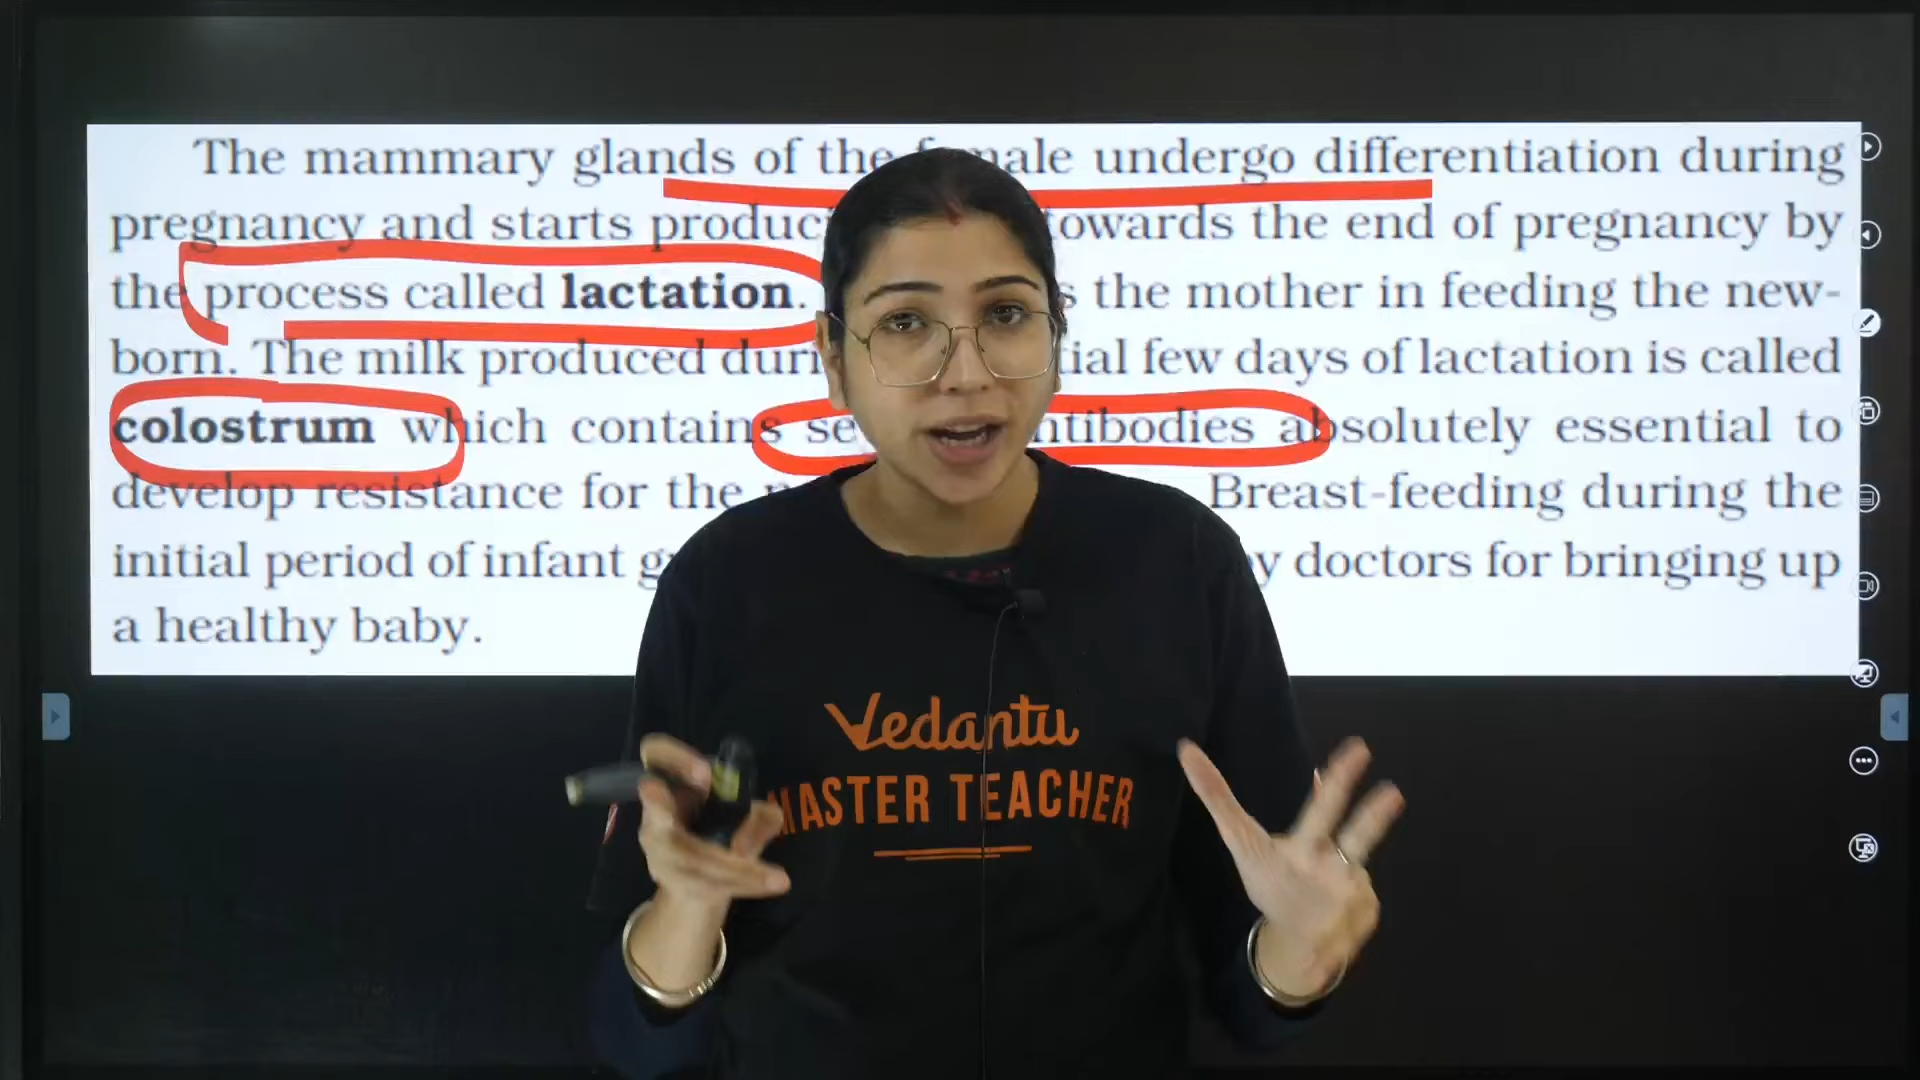 The mammary glands of the female undergo differentiation during
pregnancy and starts towards the end of pregnancy by
the process called lactation. the mother in feeding the new-
born. The milk produced few days of lactation is called
colostrum which contains antibodies absolutely essential to
develop resistance for the Breast-feeding during the
initial period of infant doctors for bringing up
a healthy baby.
Vedantu
MASTER TEACHER